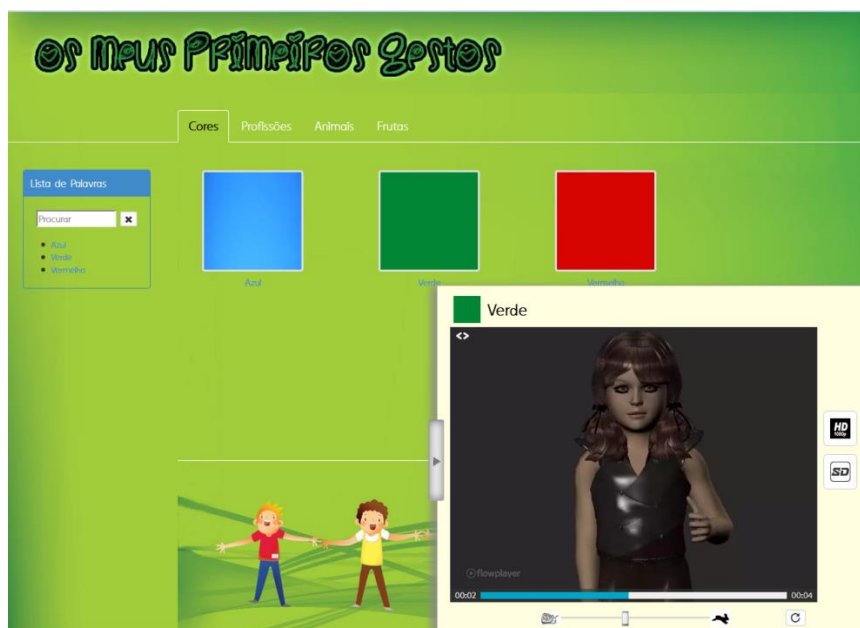 os meus Primeiros gestos
Cores Profissões Animais Frutas
Lista de Palavras
Procurar
Azul
Verde
Vermelho
Azul
Verde
Vermelho
Verde
HD
1080p
SD
flowplayer
00:02
00:04